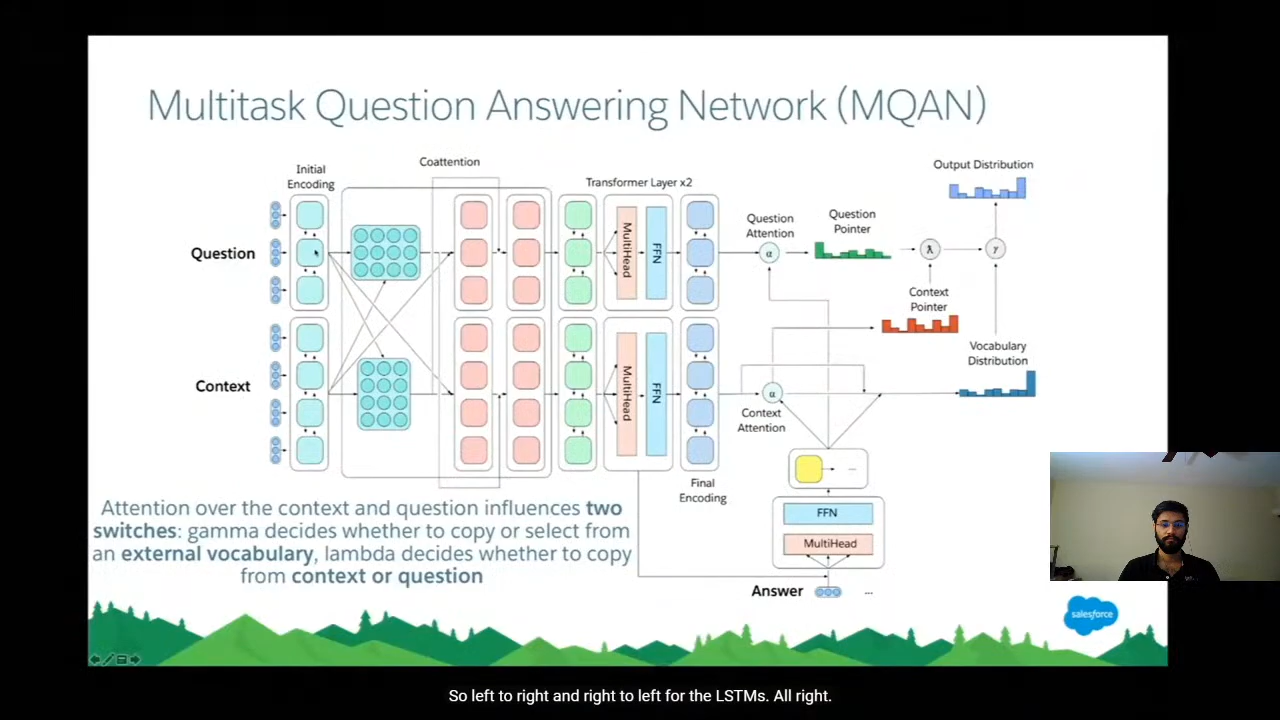 Multitask Question Answering Network (MQAN)
Initial
Encoding
Coattention
Transformer Layer x2
Output Distribution
Question
Context
MultiHead
FFN
MultiHead
FFN
Question
Attention
Question
Pointer
λ
γ
α
Context
Pointer
Vocabulary
Distribution
α
Context
Attention
Final
Encoding
FFN
MultiHead
Answer
...
Attention over the context and question influences two
switches: gamma decides whether to copy or select from
an external vocabulary, lambda decides whether to copy
from context or question
salesforce
So left to right and right to left for the LSTMs. All right.